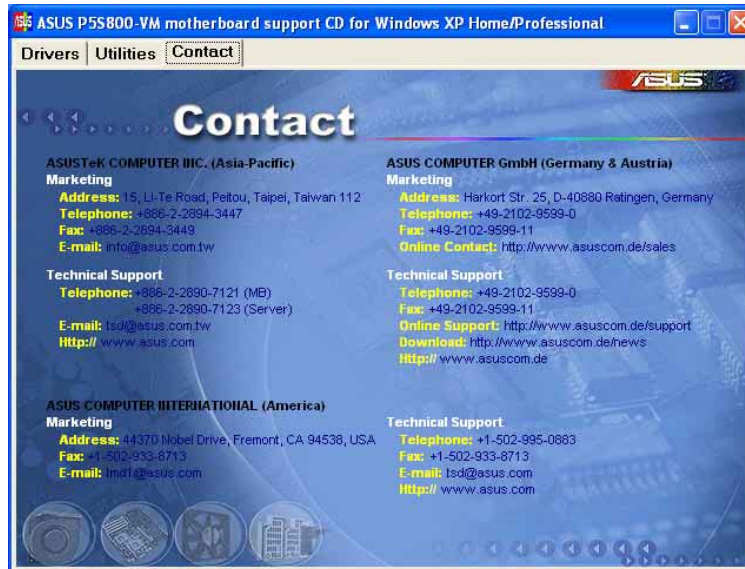 ASUS P5S800-VM motherboard support CD for Windows XP Home/Professional
Drivers Utilities Contact
ASUS
Contact
ASUSTeK COMPUTER INC. (Asia-Pacific)
Marketing
Address: 15, Li-Te Road, Peitou, Taipei, Taiwan 112
Telephone: +886-2-2894-3447
Fax: +886-2-2894-3449
E-mail: info@asus.com.tw
Technical Support
Telephone: +886-2-2890-7121 (MB)
+886-2-2890-7123 (Server)
E-mail: tsd@asus.com.tw
Http:// www.asus.com
ASUS COMPUTER GmbH (Germany & Austria)
Marketing
Address: Harkort Str. 25, D-40880 Ratingen, Germany
Telephone: +49-2102-9599-0
Fax: +49-2102-9599-11
Online Contact: http://www.asuscom.de/sales
Technical Support
Telephone: +49-2102-9599-0
Fax: +49-2102-9599-11
Online Support: http://www.asuscom.de/support
Download: http://www.asuscom.de/news
Http:// www.asuscom.de
ASUS COMPUTER INTERNATIONAL (America)
Marketing
Address: 44370 Nobel Drive, Fremont, CA 94538, USA
Fax: +1-502-933-8713
E-mail: lmd1@asus.com
Technical Support
Telephone: +1-502-995-0883
Fax: +1-502-933-8713
E-mail: tsd@asus.com
Http:// www.asus.com